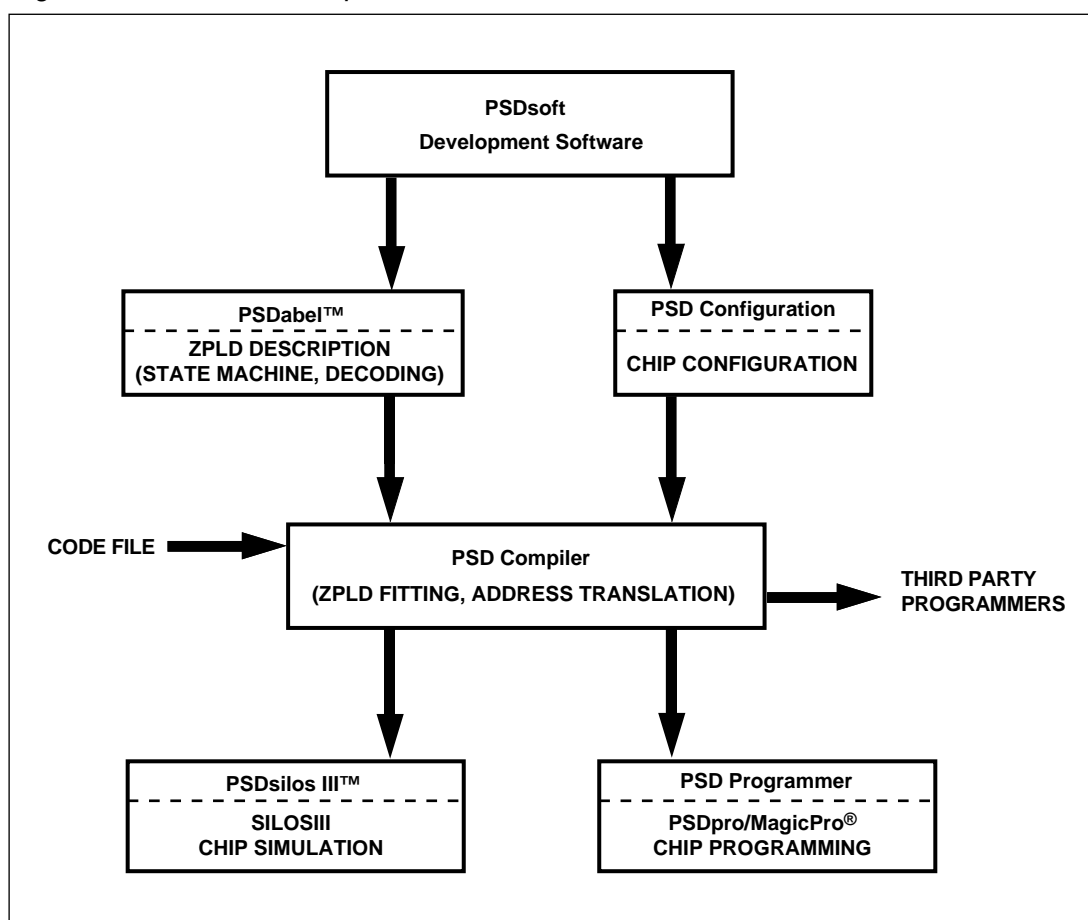 PSDsoft
Development Software
PSDabel™
ZPLD DESCRIPTION
(STATE MACHINE, DECODING)
PSD Configuration
CHIP CONFIGURATION
CODE FILE
PSD Compiler
(ZPLD FITTING, ADDRESS TRANSLATION)
THIRD PARTY
PROGRAMMERS
PSDsilos III™
SILOSIII
CHIP SIMULATION
PSD Programmer
PSDpro/MagicPro®
CHIP PROGRAMMING